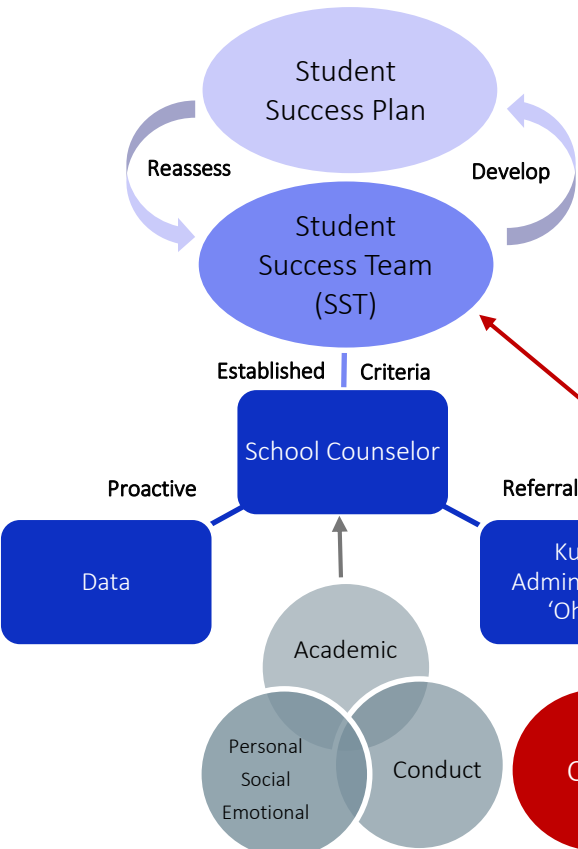 Student
Success Plan
Reassess
Develop
Student
Success Team
(SST)
Established
Criteria
School Counselor
Proactive
Referral
Data
Academic
Personal
Social
Emotional
Conduct